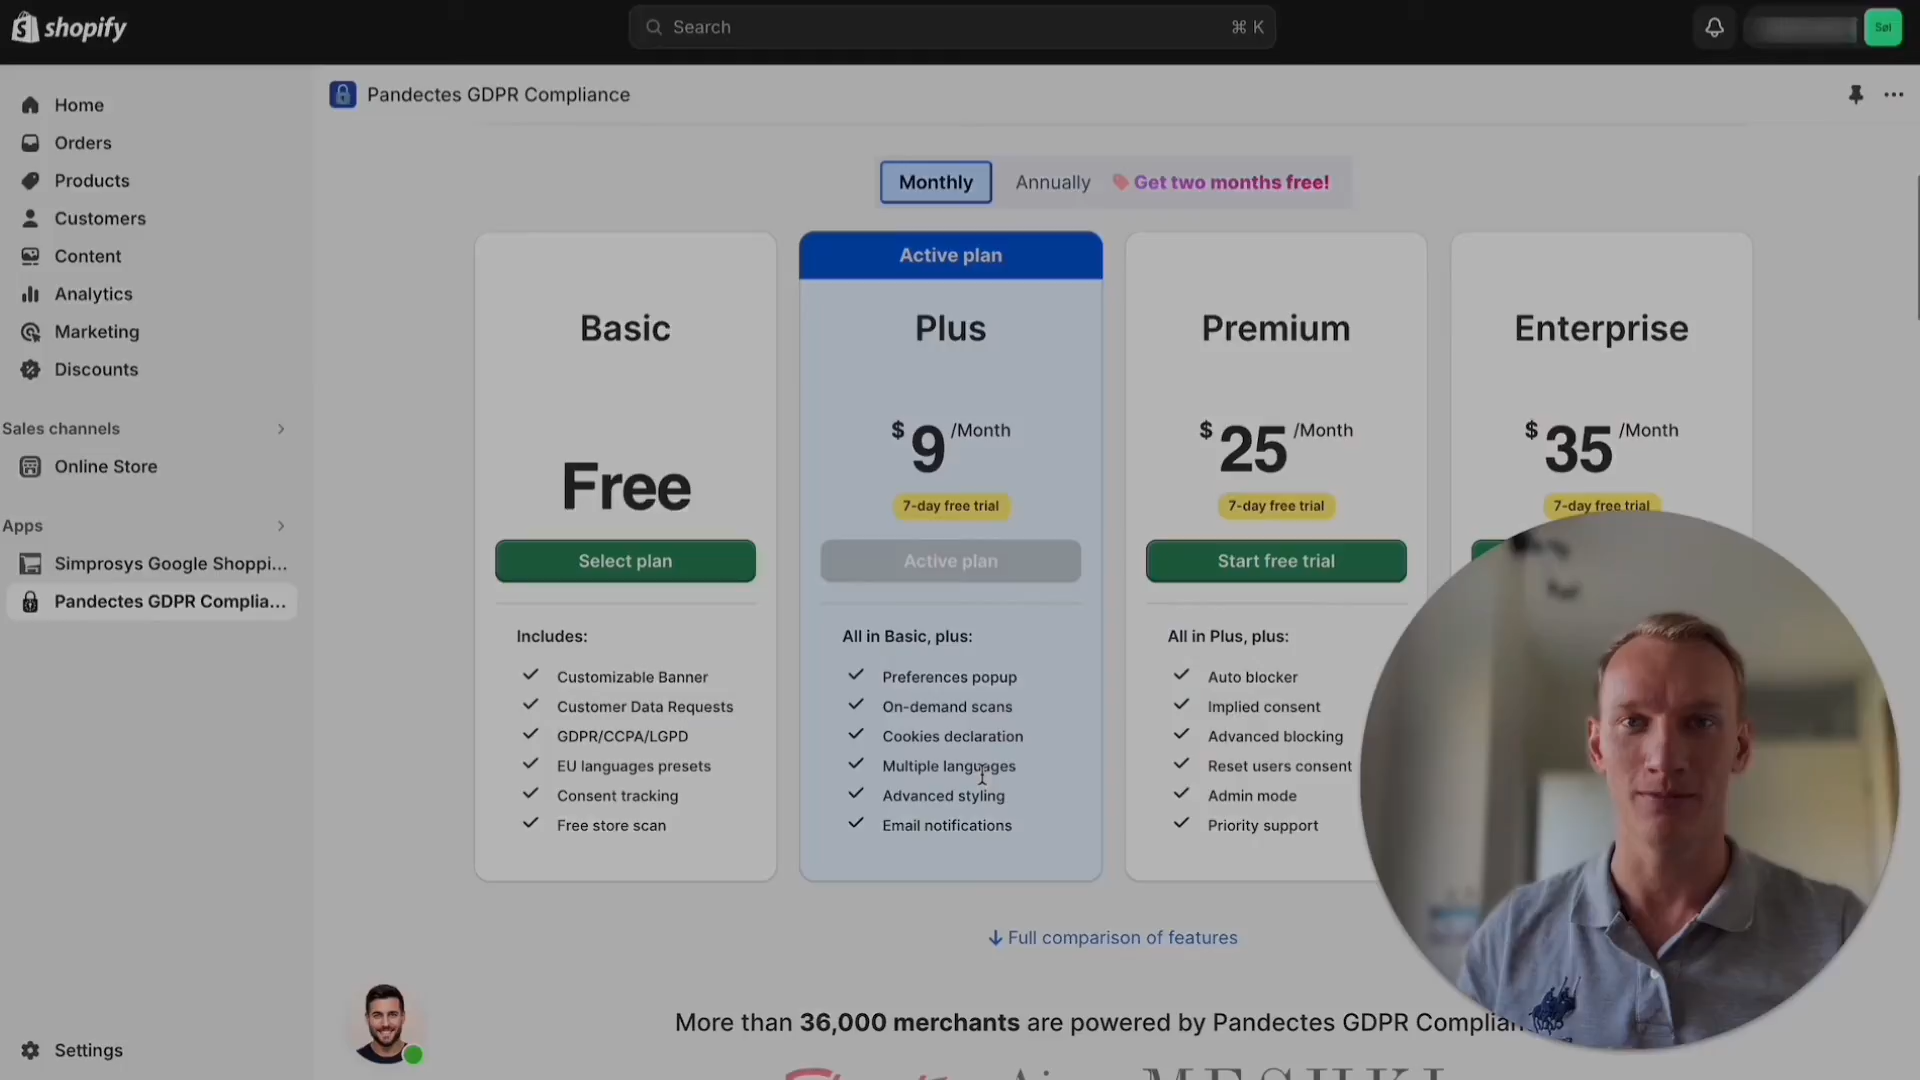 shopify
Search
⌘ K
Sol
Home
Orders
Products
Customers
Content
Analytics
Marketing
Discounts
Sales channels
Online Store
Apps
Simprosys Google Shoppi...
Pandectes GDPR Complia...
Settings
Pandectes GDPR Compliance
Monthly
Annually
Get two months free!
Basic
Free
Select plan
Includes:
Customizable Banner
Customer Data Requests
GDPR/CCPA/LGPD
EU languages presets
Consent tracking
Free store scan
Active plan
Plus
$ 9 /Month
7-day free trial
Active plan
All in Basic, plus:
Preferences popup
On-demand scans
Cookies declaration
Multiple languages
Advanced styling
Email notifications
Premium
$ 25 /Month
7-day free trial
Start free trial
All in Plus, plus:
Auto blocker
Implied consent
Advanced blocking
Reset users consent
Admin mode
Priority support
Enterprise
$ 35 /Month
7-day free trial
Full comparison of features
More than 36,000 merchants are powered by Pandectes GDPR Complian